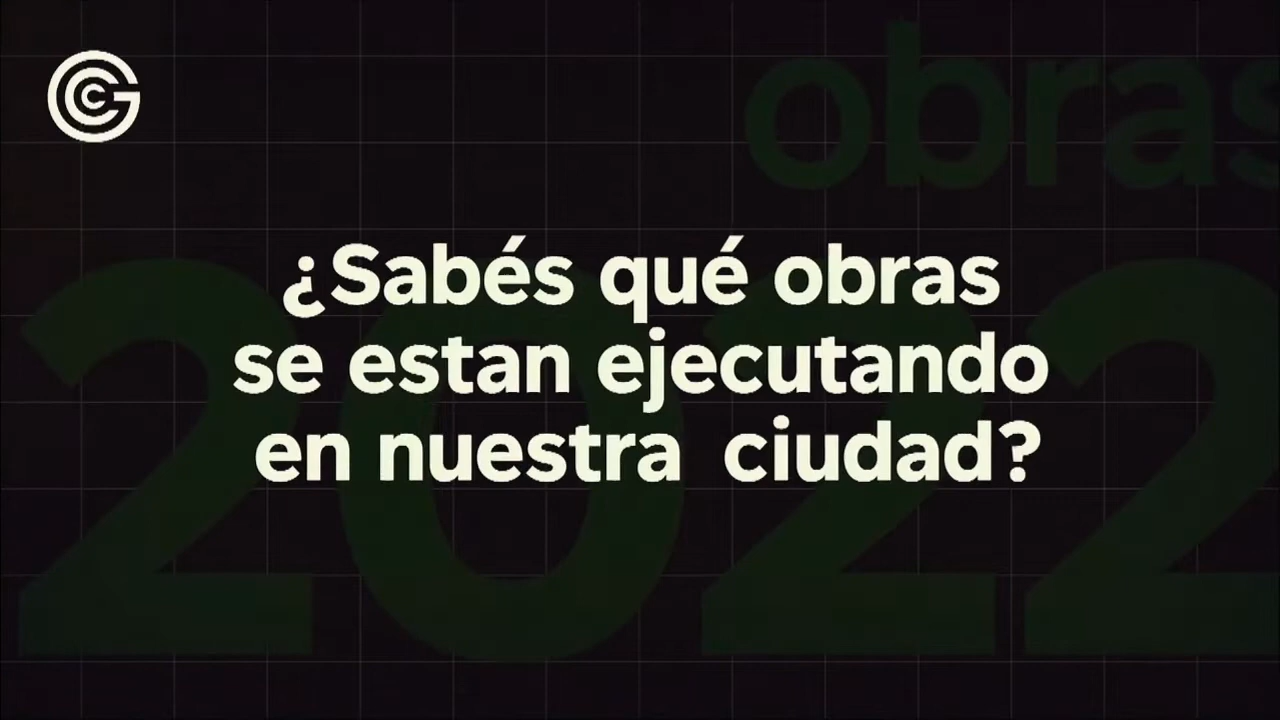 obras
2022
¿Sabés qué obras
se estan ejecutando
en nuestra ciudad?